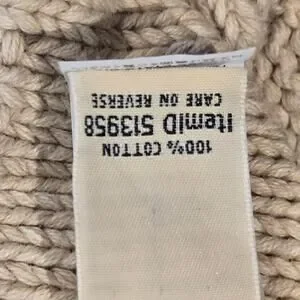 100% COTTON
ItemID 513958
CARE ON REVERSE